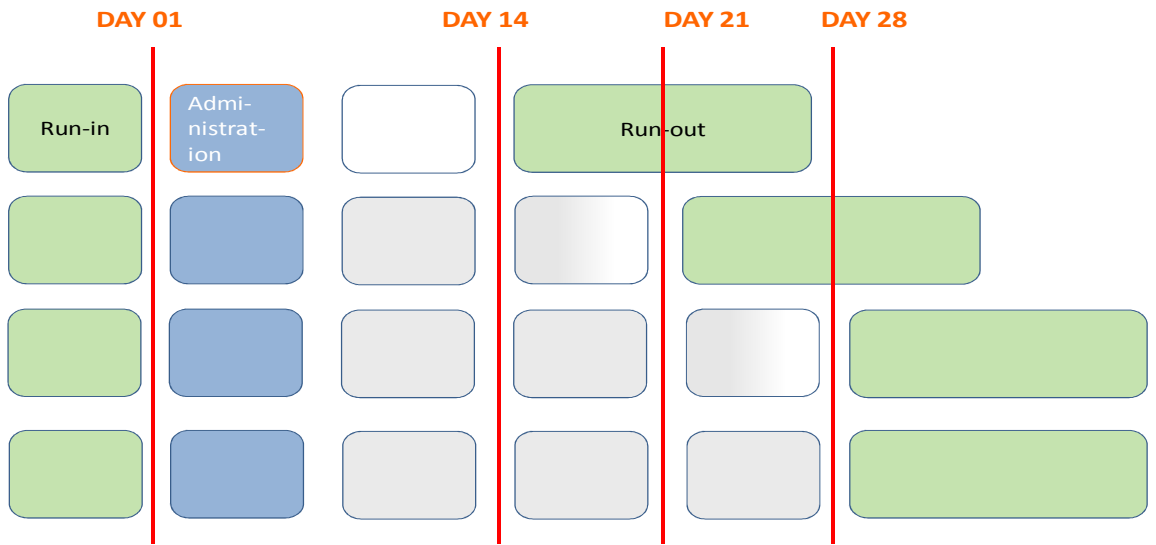 DAY 01
DAY 14
DAY 21
DAY 28
Run-in
Admi-
nistrat-
ion
Run-out